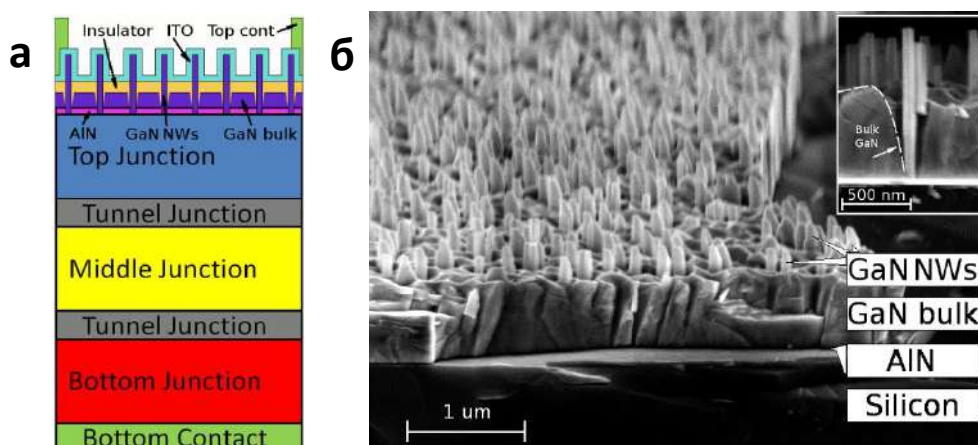 а
Insulator ITO Top cont
AlN GaN NWs GaN bulk
Top Junction
Tunnel Junction
Middle Junction
Tunnel Junction
Bottom Junction
Bottom Contact
б
Bulk
GaN
500 nm
GaN NWs
GaN bulk
AlN
Silicon
1 um